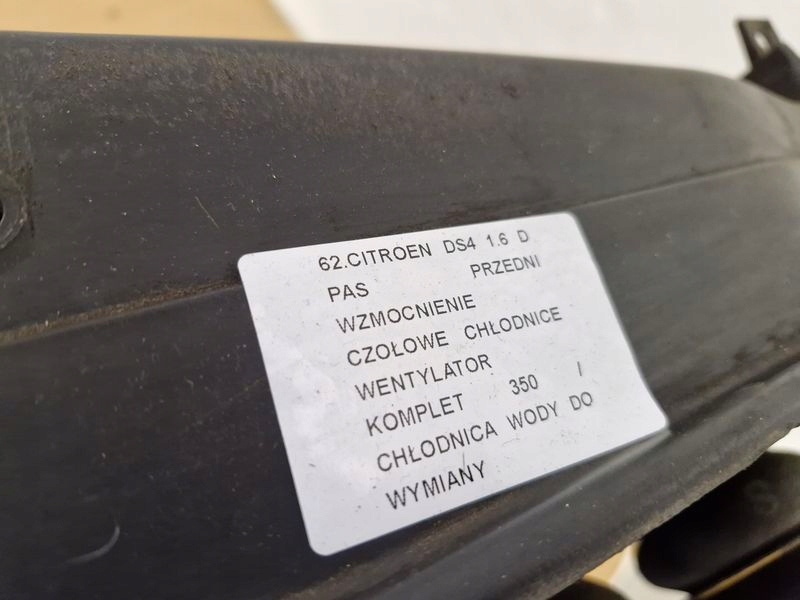 62.CITROEN DS4 1.6 D
PAS PRZEDNI
WZMOCNIENIE
CZOŁOWE CHŁODNICE
WENTYLATOR
KOMPLET 350 /
CHŁODNICA WODY DO
WYMIANY